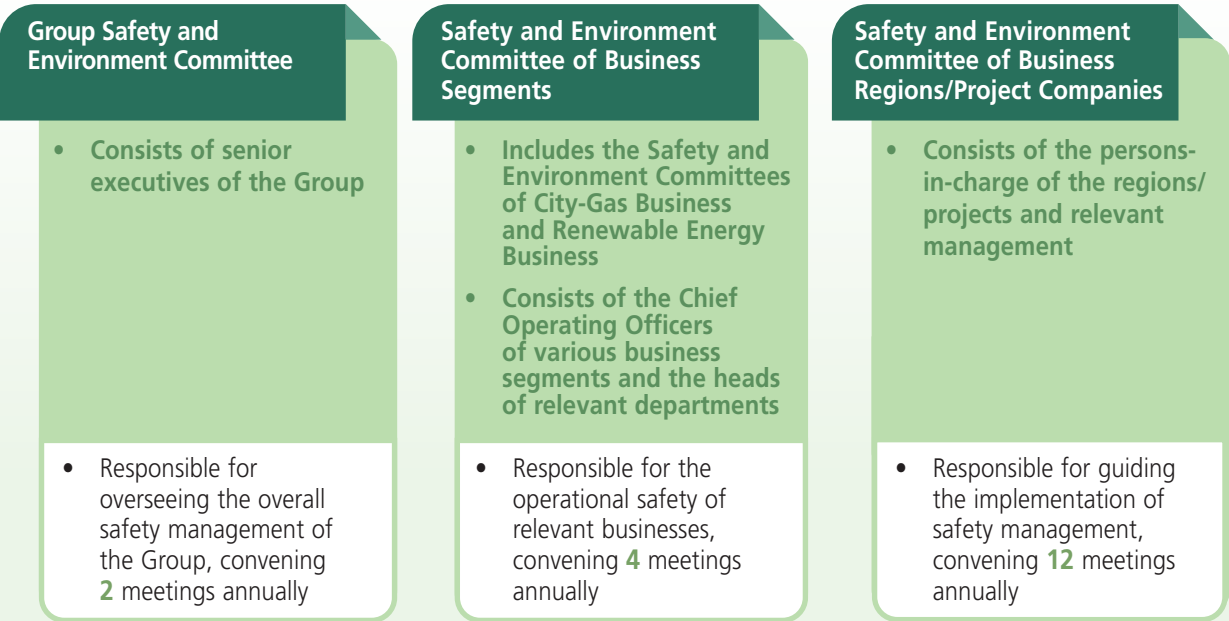 Group Safety and
Environment Committee
• Consists of senior
executives of the Group
• Responsible for
overseeing the overall
safety management of
the Group, convening
2 meetings annually
Safety and Environment
Committee of Business
Segments
• Includes the Safety and
Environment Committees
of City-Gas Business
and Renewable Energy
Business
• Consists of the Chief
Operating Officers
of various business
segments and the heads
of relevant departments
• Responsible for the
operational safety of
relevant businesses,
convening 4 meetings
annually
Safety and Environment
Committee of Business
Regions/Project Companies
• Consists of the persons-
in-charge of the regions/
projects and relevant
management
• Responsible for guiding
the implementation of
safety management,
convening 12 meetings
annually